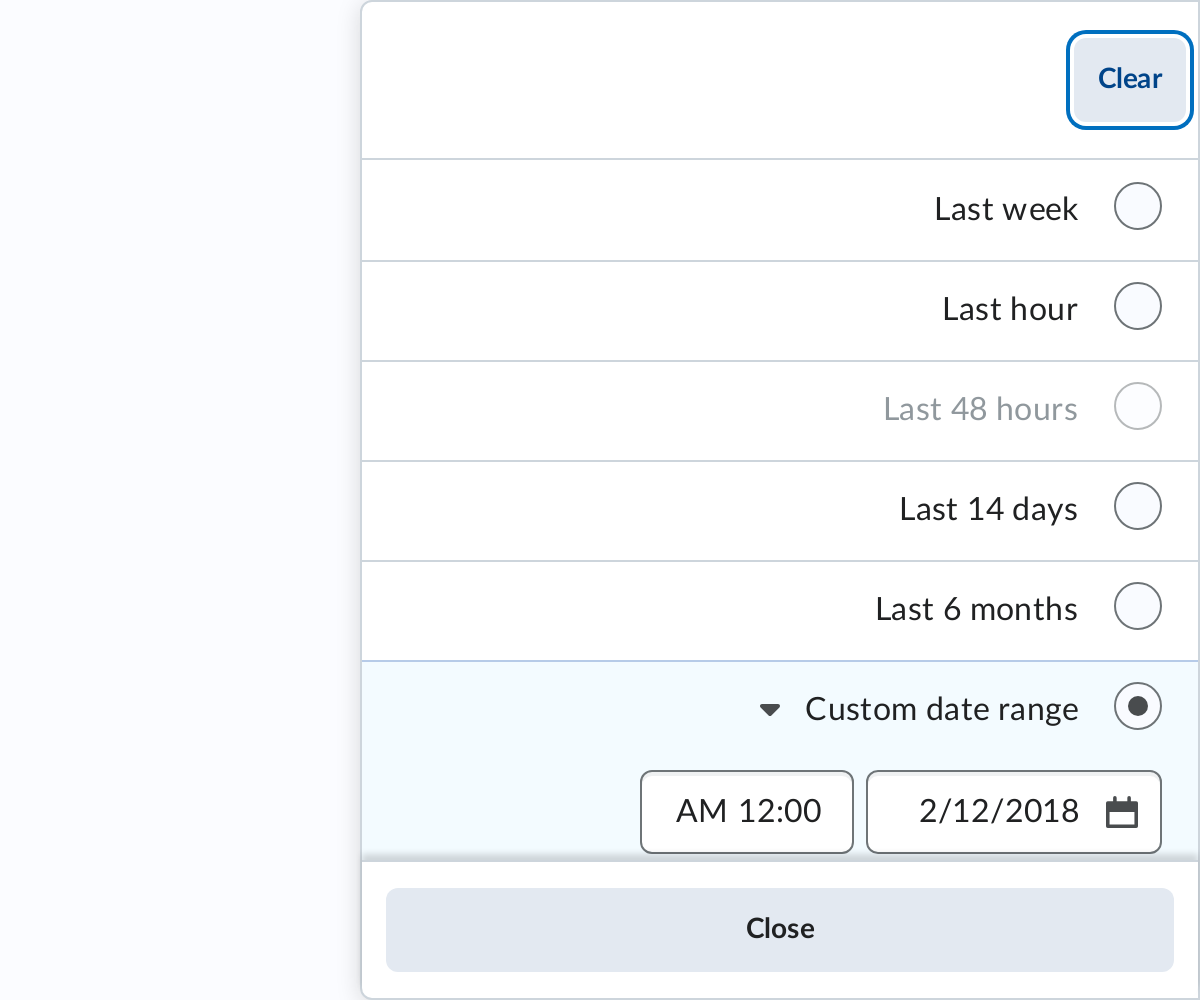 Clear
Last week
Last hour
Last 48 hours
Last 14 days
Last 6 months
Custom date range
AM 12:00 2/12/2018
Close